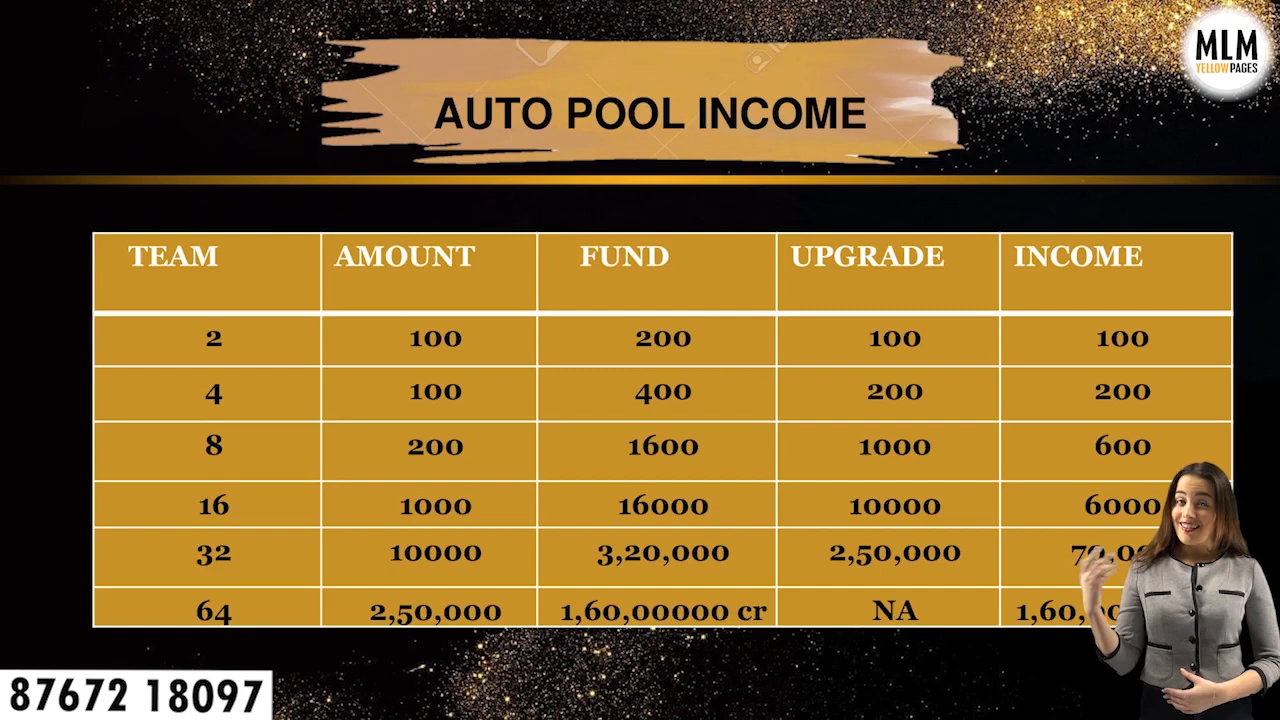 MLM
YELLOWPAGES
AUTO POOL INCOME
TEAM AMOUNT FUND UPGRADE INCOME
2 100 200 100 100
4 100 400 200 200
8 200 1600 1000 600
16 1000 16000 10000 6000
32 10000 3,20,000 2,50,000
64 2,50,000 1,60,00000 cr NA
87672 18097